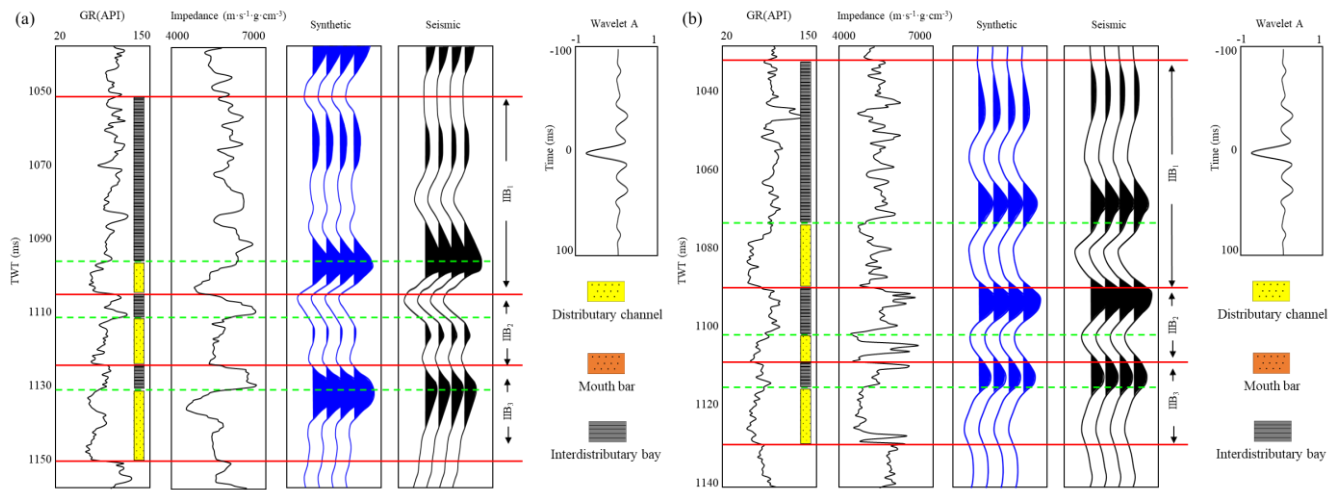 (a)
GR(API)
20 150
Impedance (m·s⁻¹·g·cm⁻³)
4000 7000
Synthetic
Seismic
TWT (ms)
1050
1070
1090
1110
1130
1150
IIB₁
IIB₂
IIB₃
Wavelet A
-1 1
-100
0
100
Time (ms)
Distributary channel
Mouth bar
Interdistributary bay
(b)
GR(API)
20 150
Impedance (m·s⁻¹·g·cm⁻³)
4000 7000
Synthetic
Seismic
TWT (ms)
1040
1060
1080
1100
1120
1140
IIB₁
IIB₂
IIB₃
Wavelet A
-1 1
-100
0
100
Time (ms)
Distributary channel
Mouth bar
Interdistributary bay